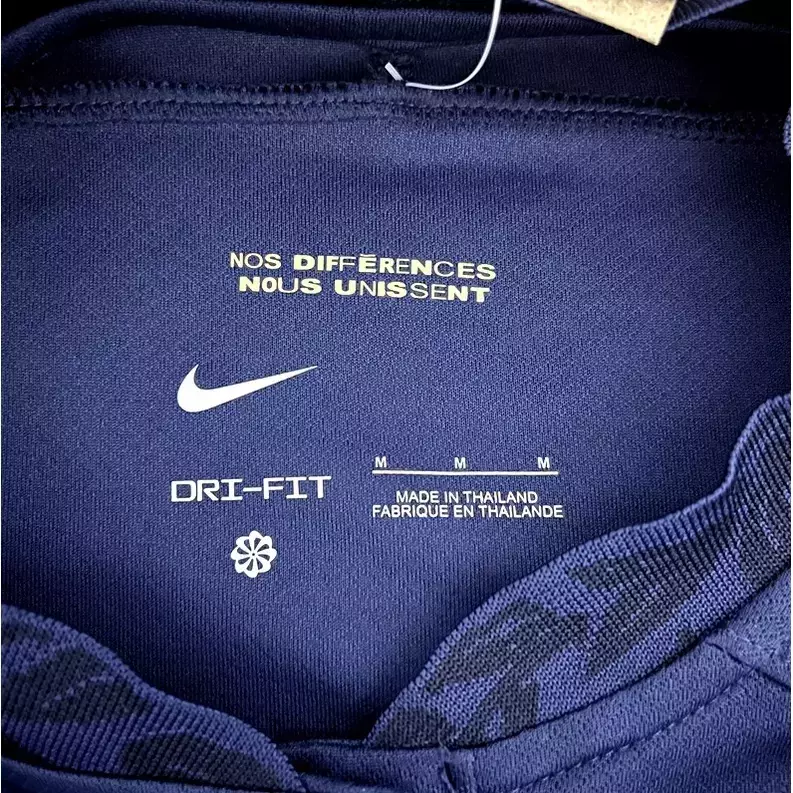 NOS DIFFÉRENCES
NOUS UNISSENT
DRI-FIT
M M M
MADE IN THAILAND
FABRIQUE EN THAILANDE